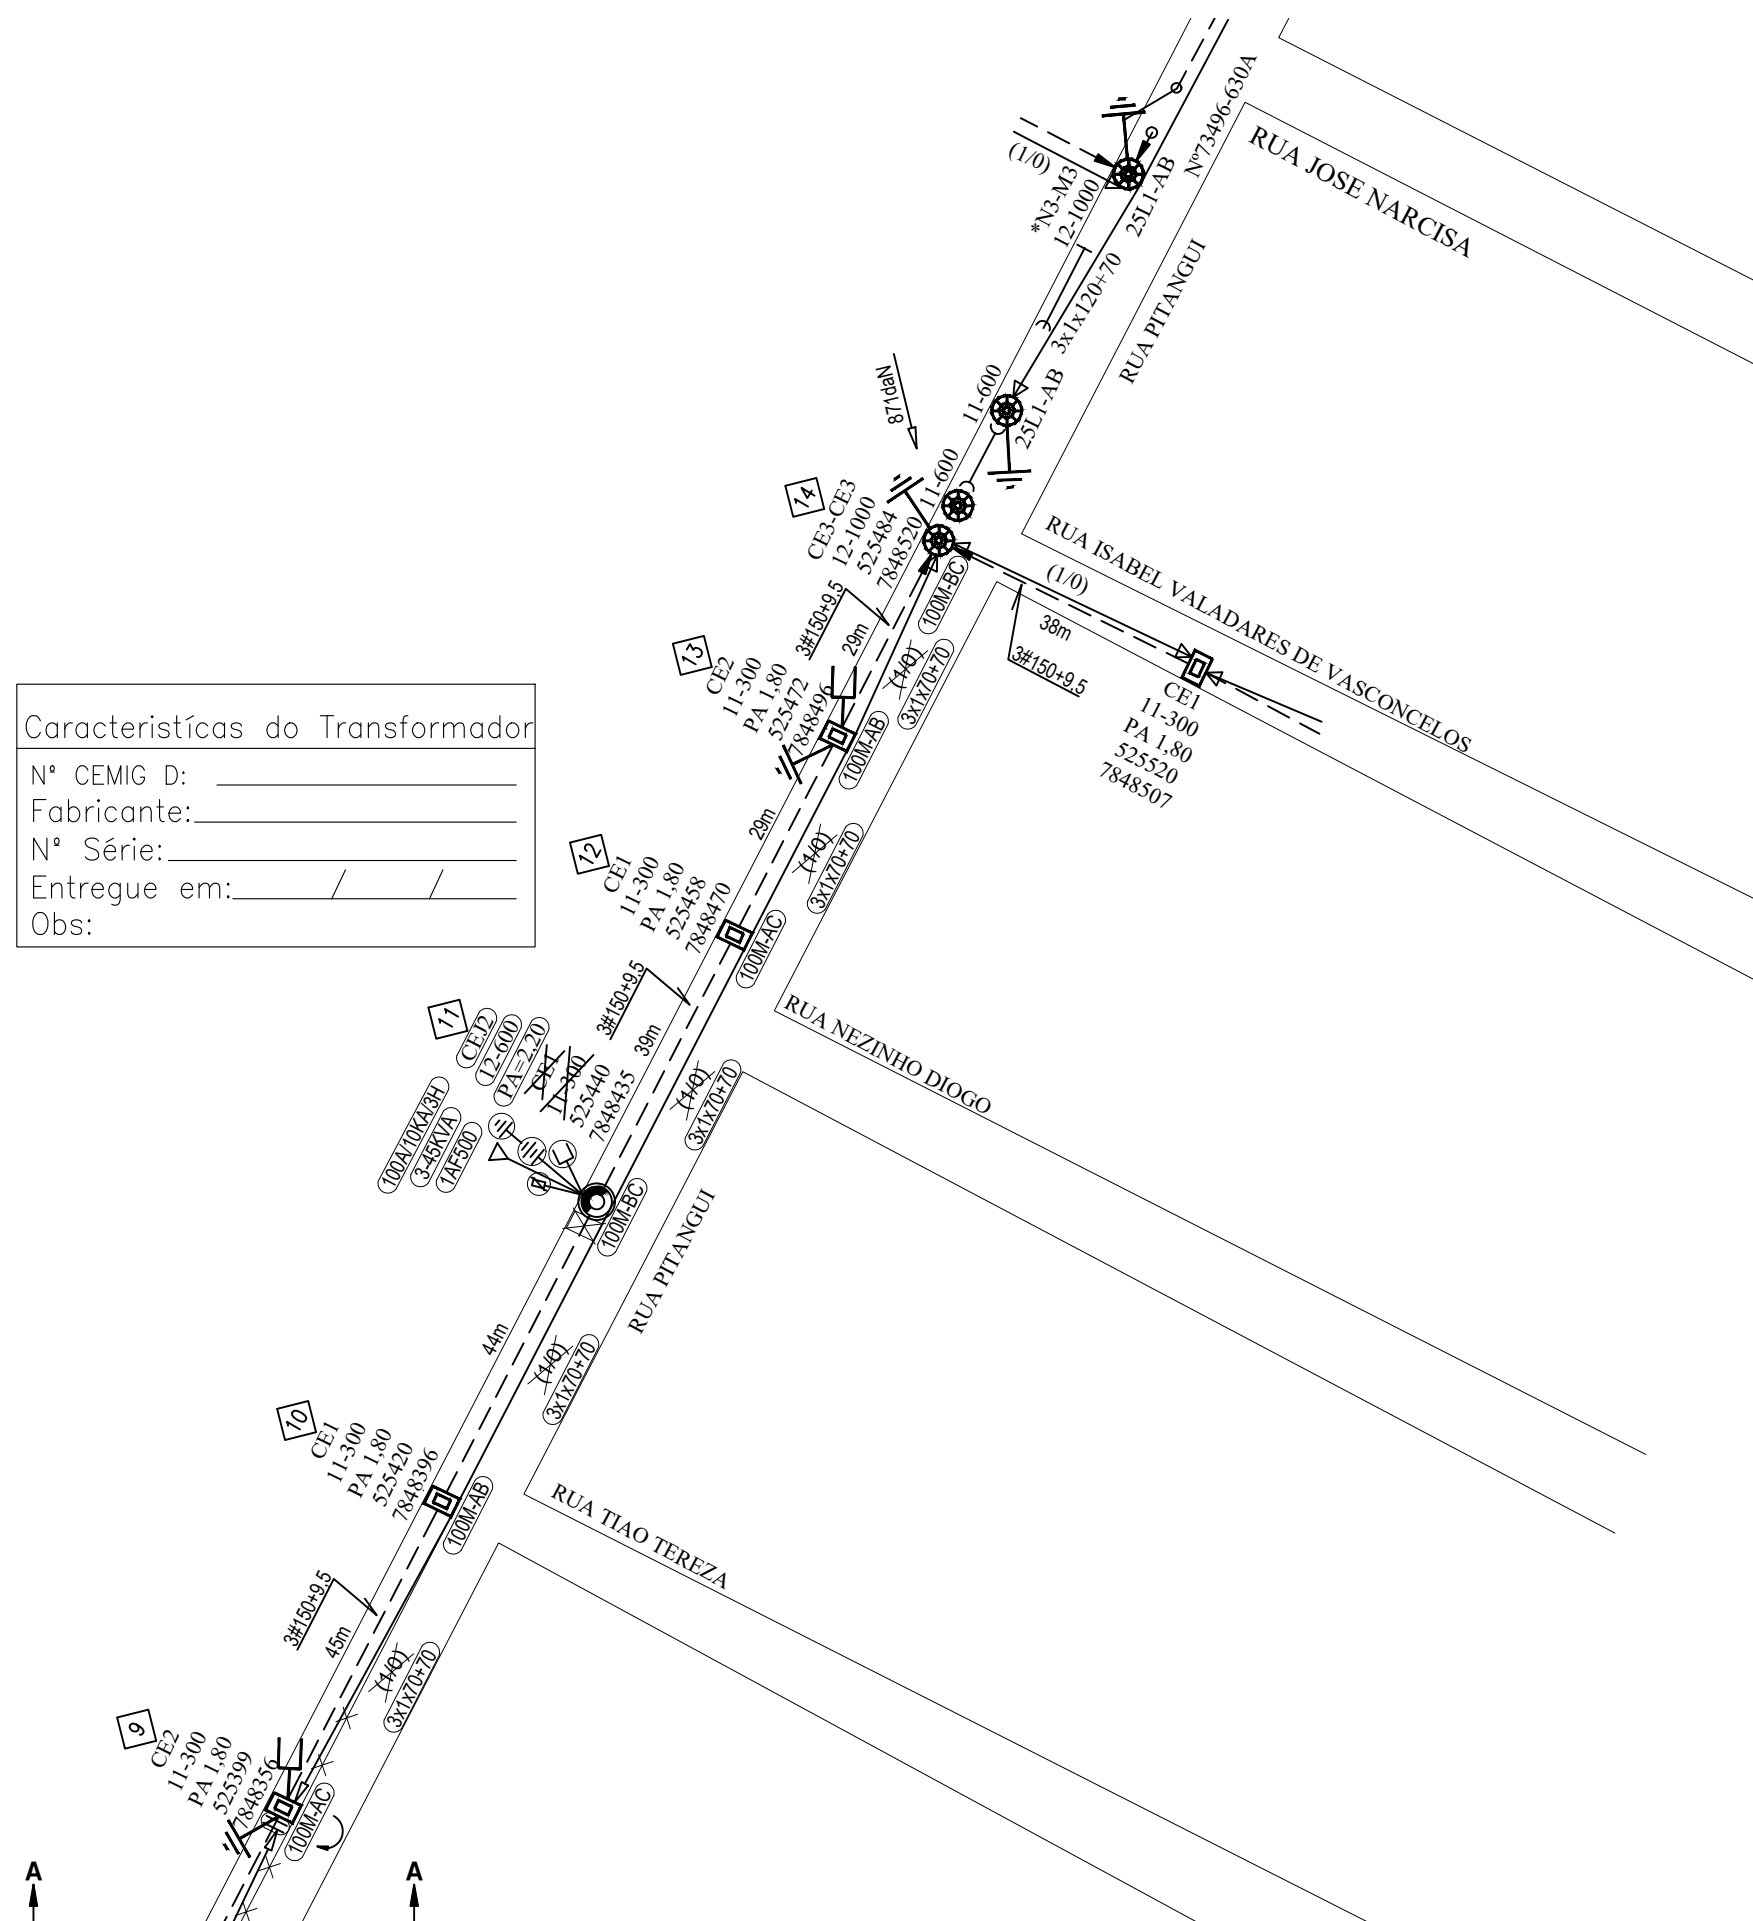 Nº73496-630A
RUA JOSE NARCISA
(1/0)
*N3-M3
12-1000
25L1-AB
RUA PITANGUI
3x1x120+70
871daN
11-600
25L1-AB
11-600
14
CE3-CE3
12-1000
525484
7848520
RUA ISABEL VALADARES DE VASCONCELOS
(1/0)
100M-BC
3#150+9.5
29m
38m
3#150+9.5
13
CE2
11-300
PA 1,80
525472
7848496
(1/0)
3x1x70+70
100M-AB
CE1
11-300
PA 1,80
525520
7848507
Caracteristícas do Transformador
Nº CEMIG D:
Fabricante:
Nº Série:
Entregue em: / /
Obs:
29m
(1/0)
3x1x70+70
12
CE1
11-300
PA 1,80
525458
7848470
100M-AC
RUA NEZINHO DIOGO
3#150+9.5
39m
11
CEJ2
12-600
PA=2,20
CE1
11-300
525440
7848435
(1/0)
3x1x70+70
100A/10KA/3H
3-45KVA
1AF500
A
100M-BC
RUA PITANGUI
44m
(1/0)
3x1x70+70
10
CE1
11-300
PA 1,80
525420
7848396
100M-AB
RUA TIAO TEREZA
3#150+9.5
45m
(1/0)
3x1x70+70
9
CE2
11-300
PA 1,80
525399
7848356
100M-AC
A
A